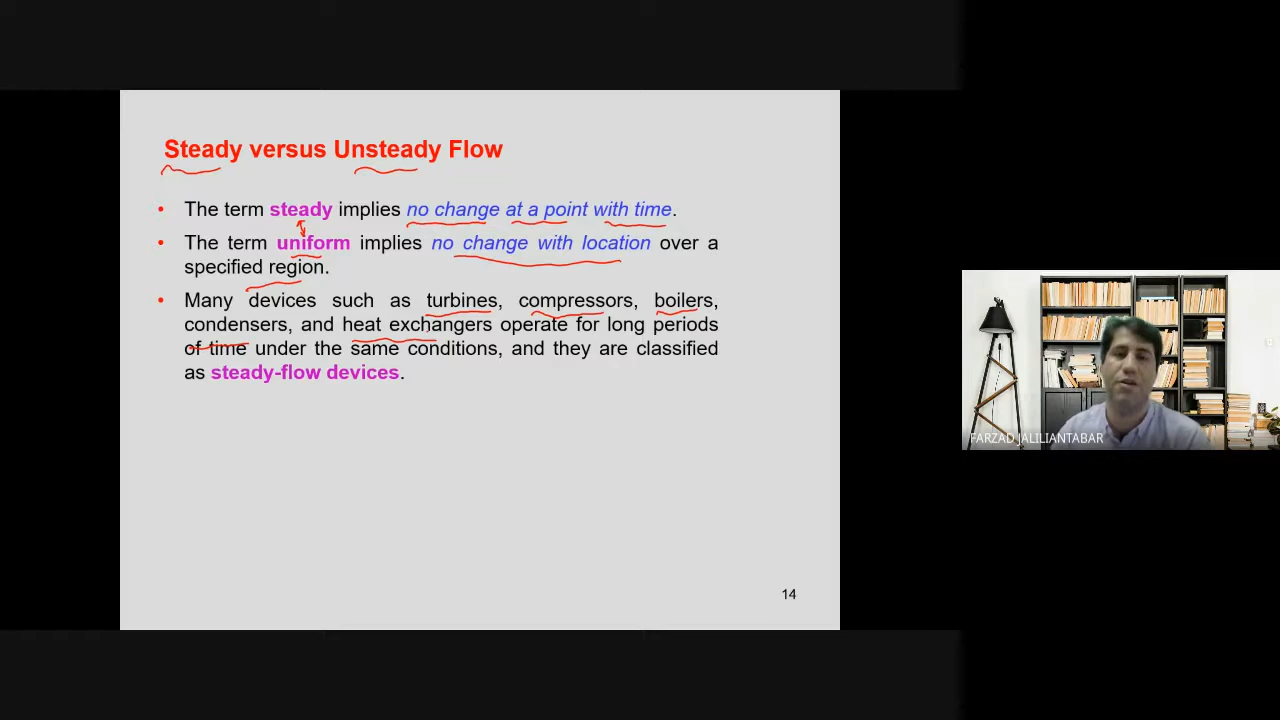 Steady versus Unsteady Flow
• The term steady implies no change at a point with time.
• The term uniform implies no change with location over a
specified region.
• Many devices such as turbines, compressors, boilers,
condensers, and heat exchangers operate for long periods
of time under the same conditions, and they are classified
as steady-flow devices.
14
FARZAD JALILIANTABAR